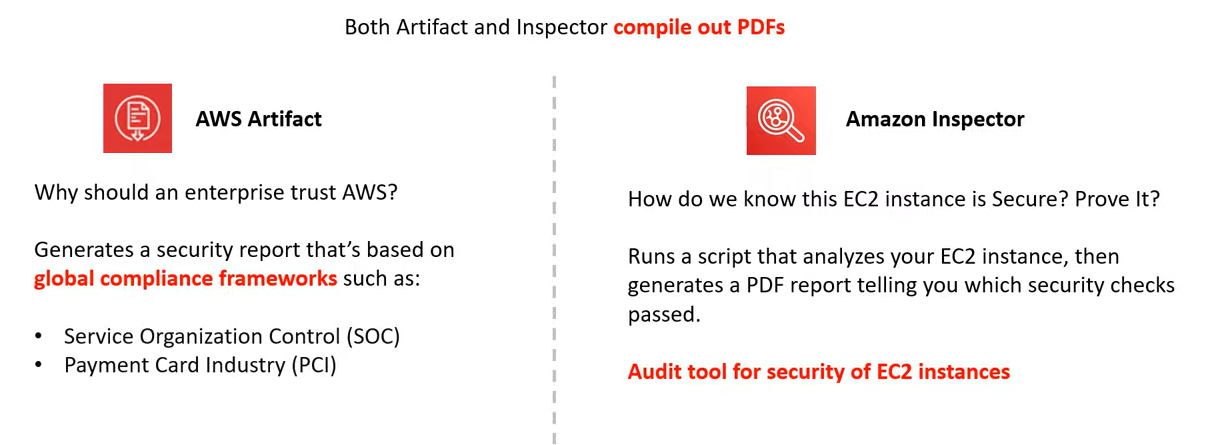 Both Artifact and Inspector compile out PDFs
AWS Artifact
Why should an enterprise trust AWS?
Generates a security report that’s based on
global compliance frameworks such as:
• Service Organization Control (SOC)
• Payment Card Industry (PCI)
Amazon Inspector
How do we know this EC2 instance is Secure? Prove It?
Runs a script that analyzes your EC2 instance, then
generates a PDF report telling you which security checks
passed.
Audit tool for security of EC2 instances